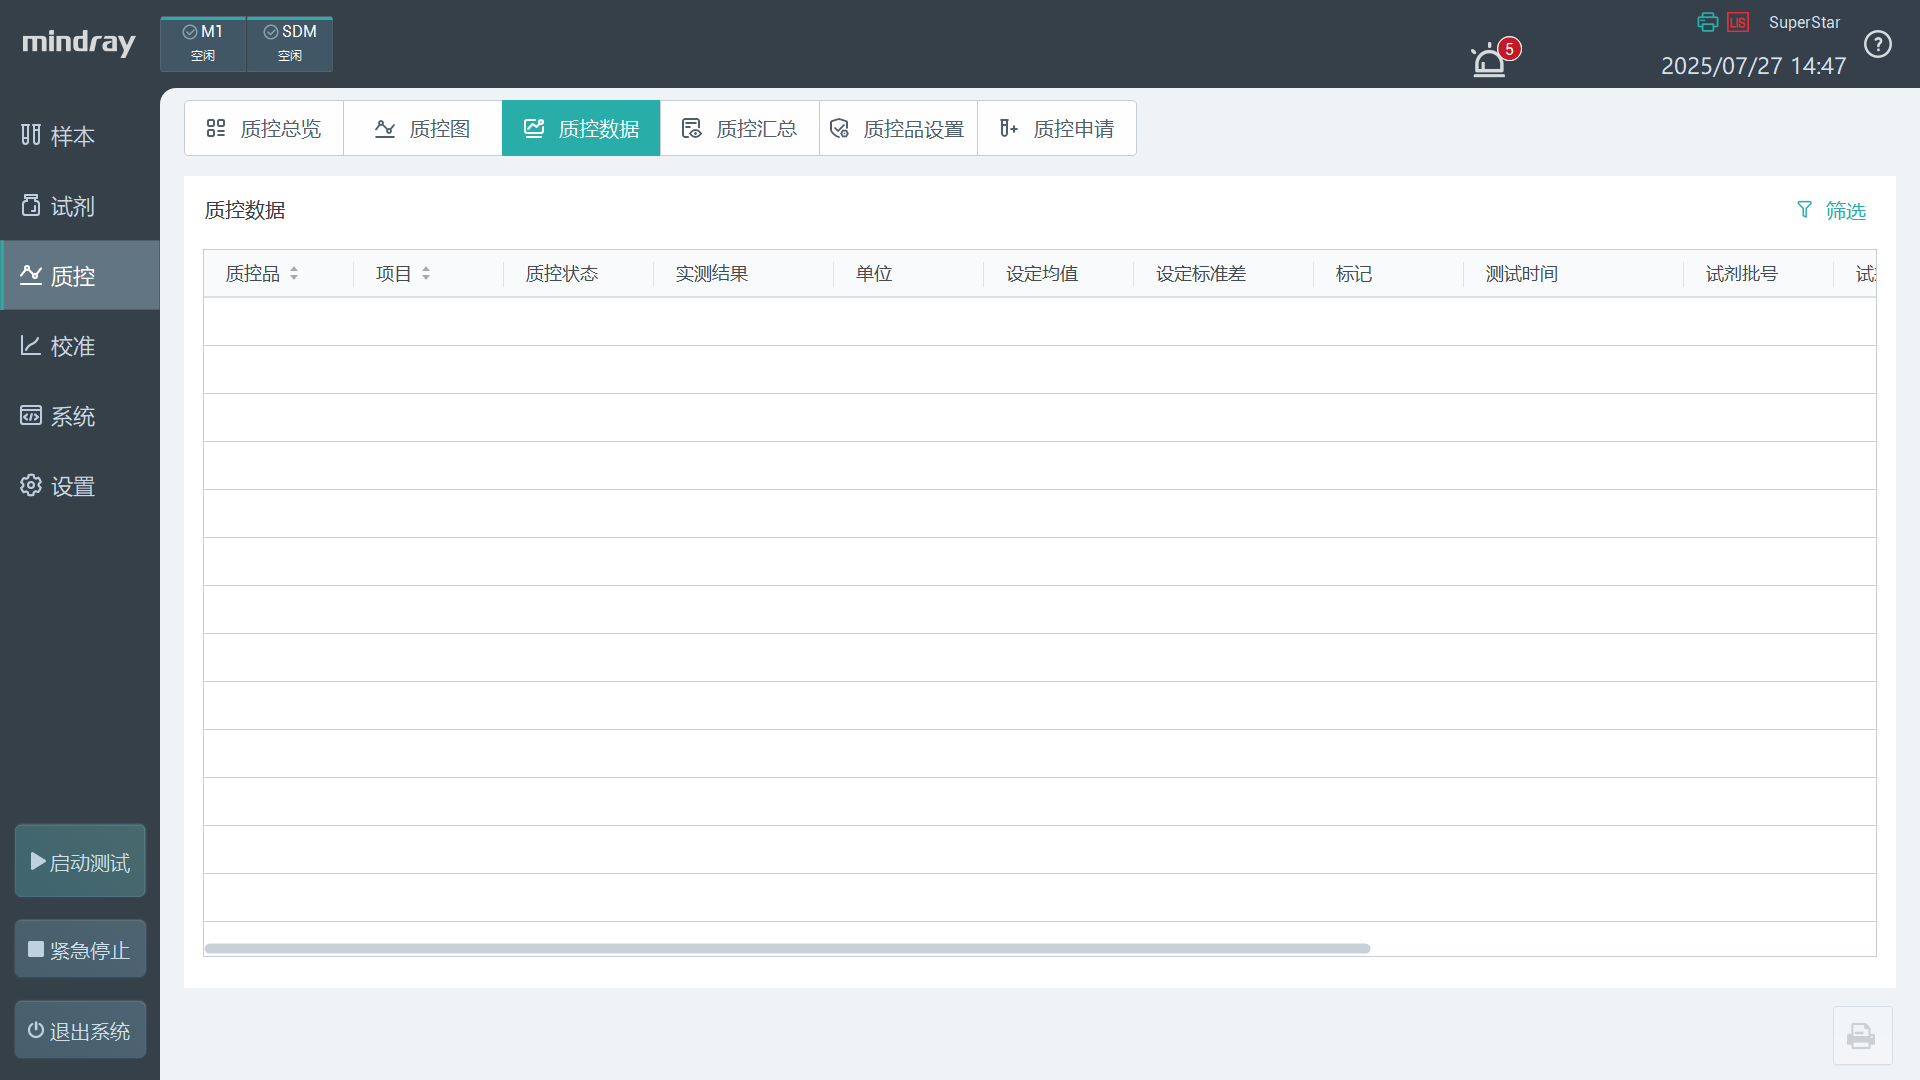 mindray
M1
空闲
SDM
空闲
5
LIS
SuperStar
2025/07/27 14:47
?
样本
试剂
质控
校准
系统
设置
启动测试
紧急停止
退出系统
质控总览
质控图
质控数据
质控汇总
质控品设置
质控申请
质控数据
筛选
质控品
项目
质控状态
实测结果
单位
设定均值
设定标准差
标记
测试时间
试剂批号